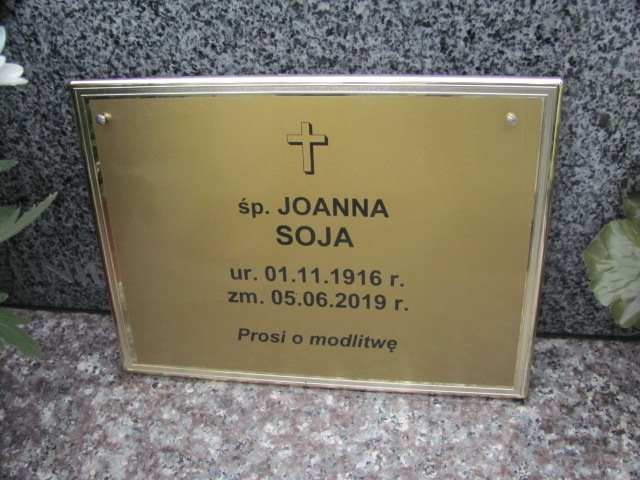 śp. JOANNA
SOJA
ur. 01.11.1916 r.
zm. 05.06.2019 r.
Prosi o modlitwę